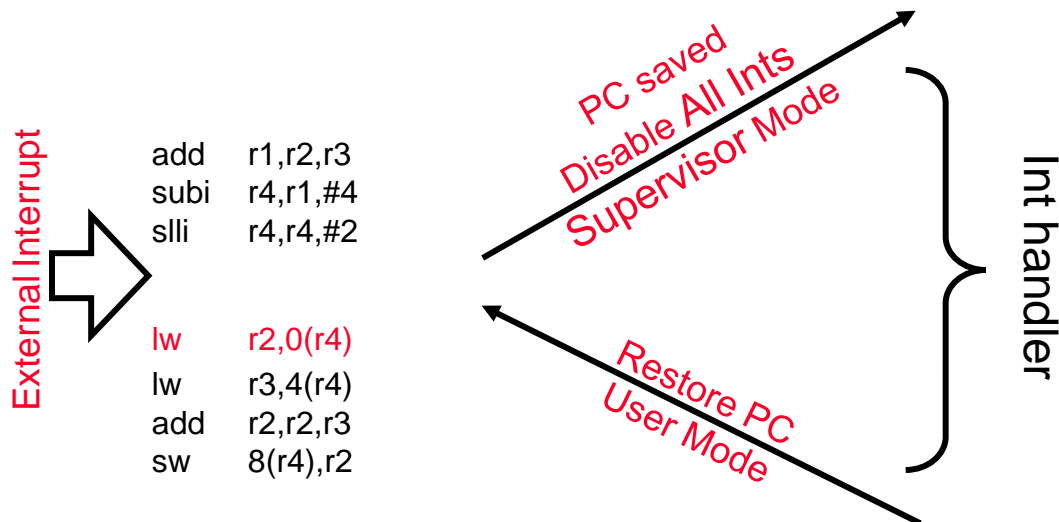 External Interrupt
add r1,r2,r3
subi r4,r1,#4
slli r4,r4,#2
lw r2,0(r4)
lw r3,4(r4)
add r2,r2,r3
sw 8(r4),r2
PC saved
Disable All Ints
Supervisor Mode
Restore PC
User Mode
Int handler